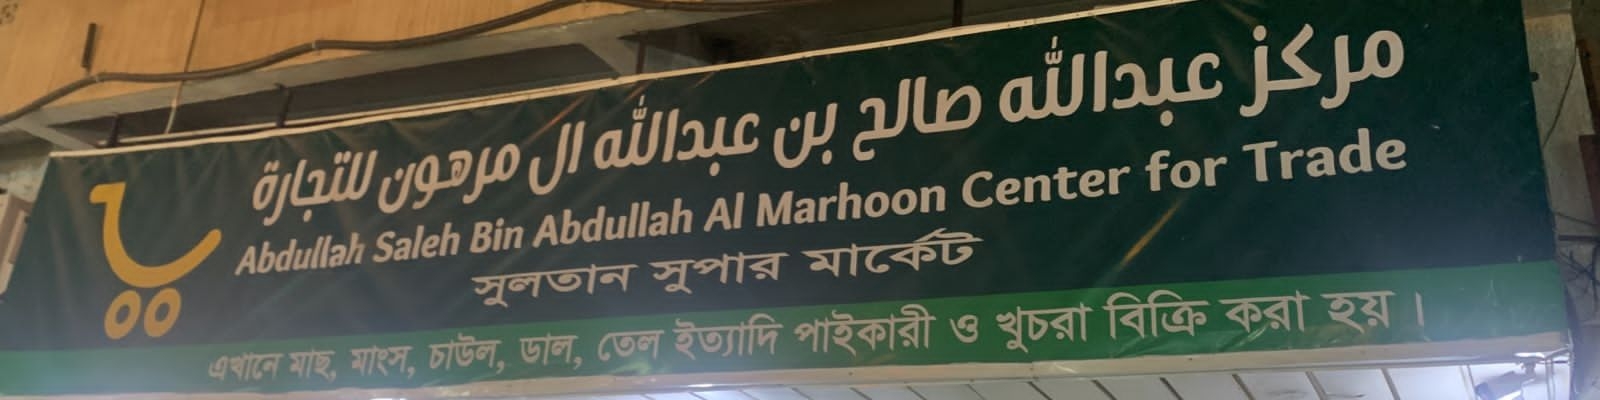 مركز عبدالله صالح بن عبدالله ال مرهون للتجارة
Abdullah Saleh Bin Abdullah Al Marhoon Center for Trade
সুলতান সুপার মার্কেট
এখানে মাছ, মাংস, চাউল, ডাল, তেল ইত্যাদি পাইকারী ও খুচরা বিক্রি করা হয়।